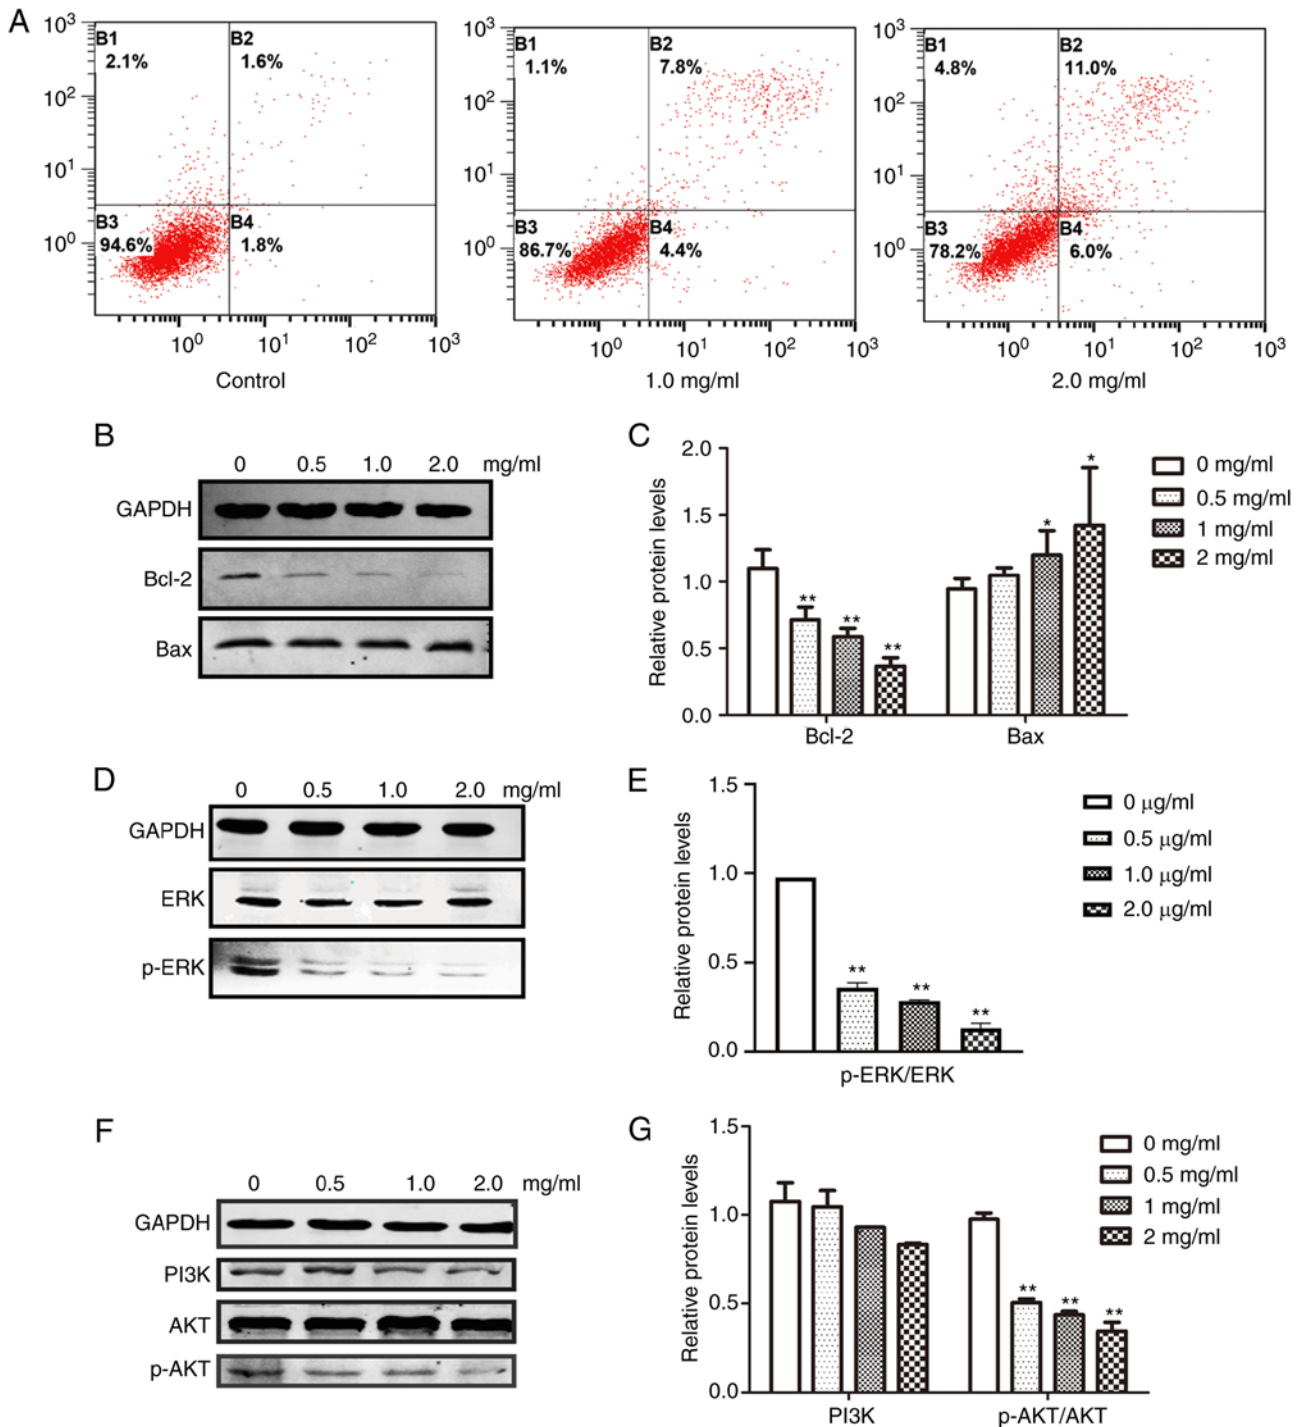 A
10³ 10² 10¹ 10⁰
B1 2.1% B2 1.6%
B3 94.6% B4 1.8%
10⁰ 10¹ 10² 10³
Control
10³ 10² 10¹ 10⁰
B1 1.1% B2 7.8%
B3 86.7% B4 4.4%
10⁰ 10¹ 10² 10³
1.0 mg/ml
10³ 10² 10¹ 10⁰
B1 4.8% B2 11.0%
B3 78.2% B4 6.0%
10⁰ 10¹ 10² 10³
2.0 mg/ml
B
0 0.5 1.0 2.0 mg/ml
GAPDH
Bcl-2
Bax
C
Relative protein levels
2.0
1.5
1.0
0.5
0.0
** ** ** * *
Bcl-2 Bax
0 mg/ml
0.5 mg/ml
1 mg/ml
2 mg/ml
D
0 0.5 1.0 2.0 mg/ml
GAPDH
ERK
p-ERK
E
Relative protein levels
1.5
1.0
0.5
0.0
** ** **
p-ERK/ERK
0 μg/ml
0.5 μg/ml
1.0 μg/ml
2.0 μg/ml
F
0 0.5 1.0 2.0 mg/ml
GAPDH
PI3K
AKT
p-AKT
G
Relative protein levels
1.5
1.0
0.5
0.0
** ** **
PI3K p-AKT/AKT
0 mg/ml
0.5 mg/ml
1 mg/ml
2 mg/ml